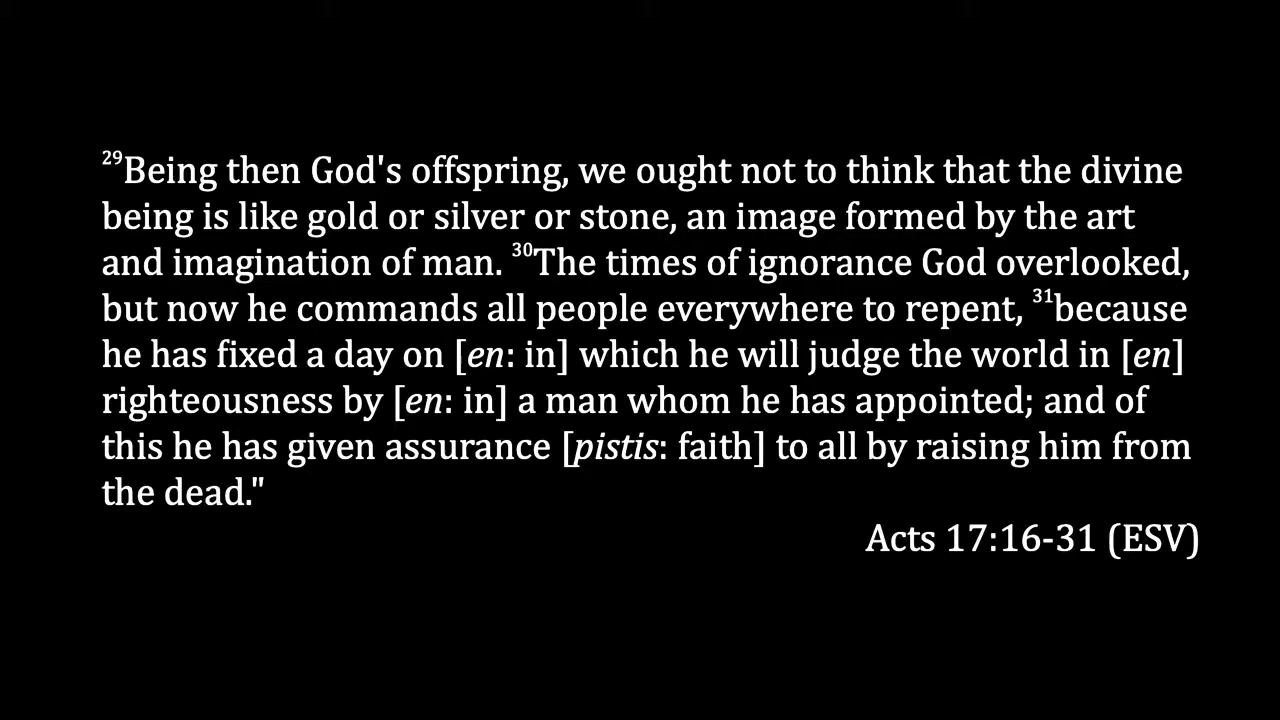 ²⁹Being then God's offspring, we ought not to think that the divine
being is like gold or silver or stone, an image formed by the art
and imagination of man. ³⁰The times of ignorance God overlooked,
but now he commands all people everywhere to repent, ³¹because
he has fixed a day on [en: in] which he will judge the world in [en]
righteousness by [en: in] a man whom he has appointed; and of
this he has given assurance [pistis: faith] to all by raising him from
the dead."
Acts 17:16-31 (ESV)